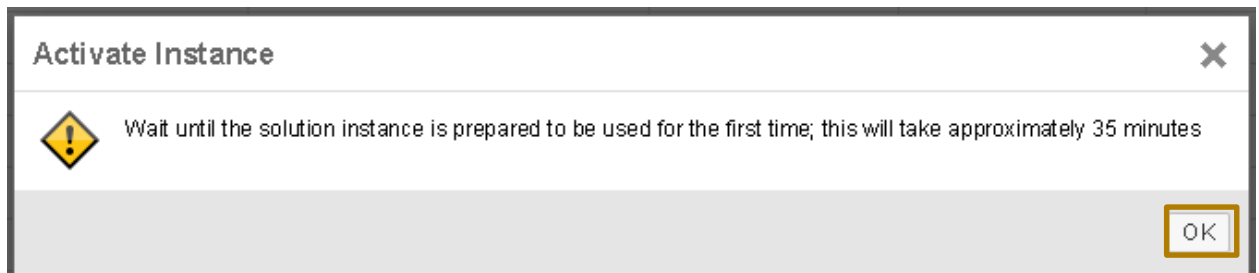 Activate Instance
Wait until the solution instance is prepared to be used for the first time; this will take approximately 35 minutes
OK